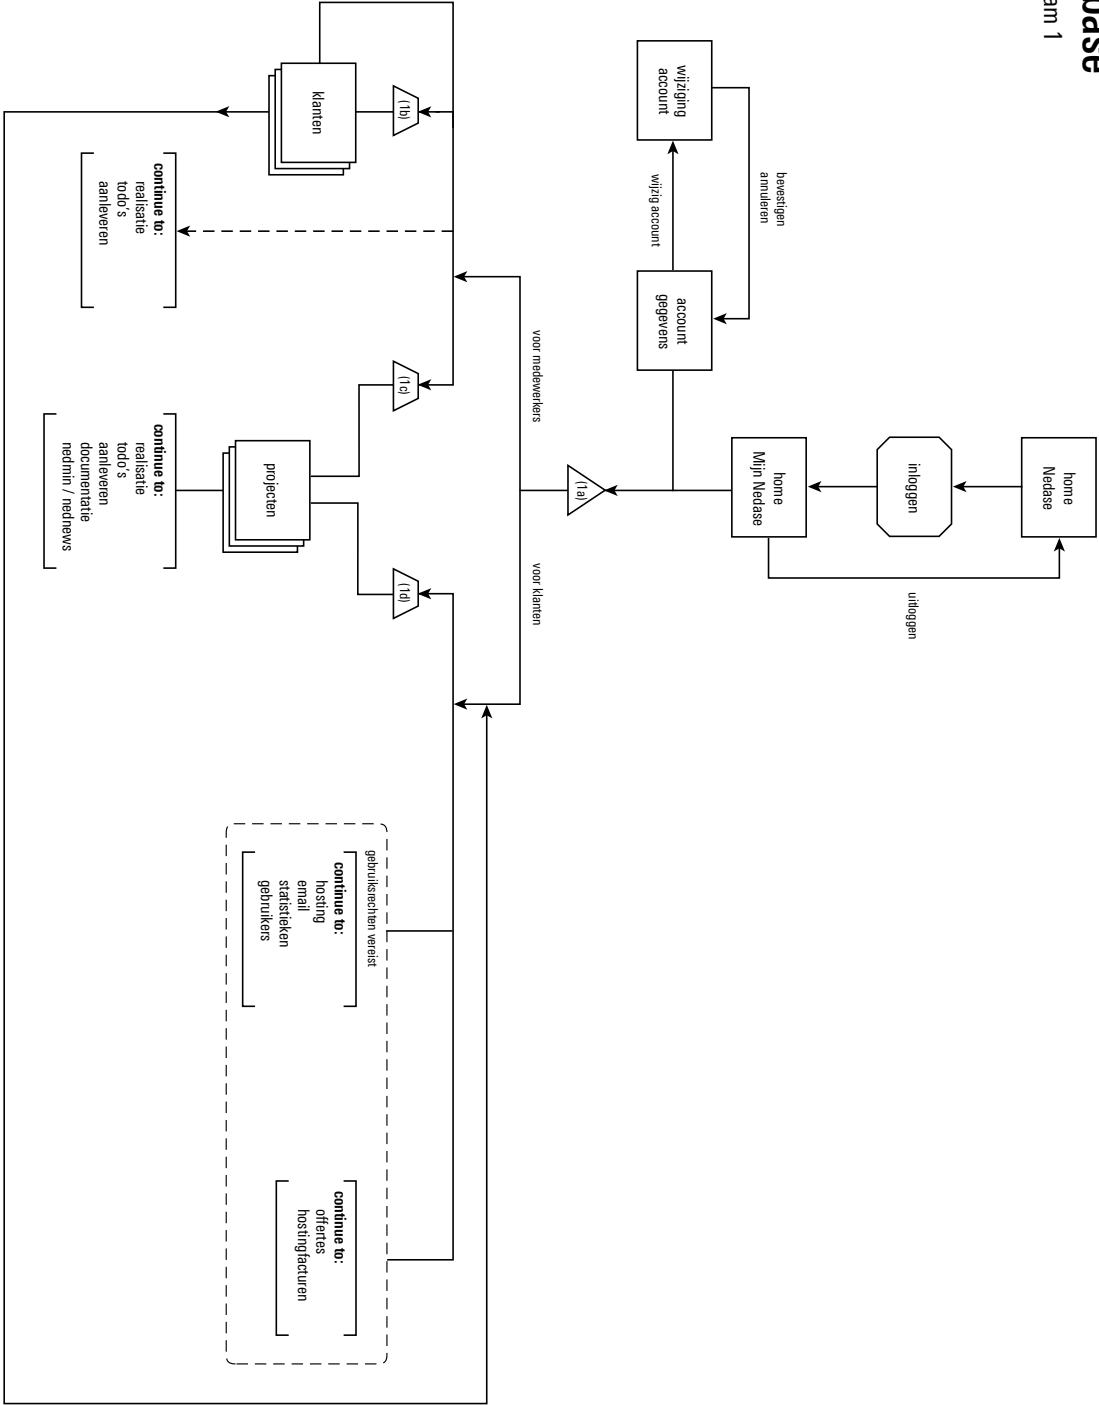 home
Nedase
inloggen
uitloggen
home
Mijn Nedase
bevestigen
annuleren
wijziging
account
wijzig account
account
gegevens
(1a)
voor medewerkers
voor klanten
(1b)
(1c)
(1d)
klanten
projecten
continue to:
realisatie
todo's
aanleveren
continue to:
realisatie
todo's
aanleveren
documentatie
nedmin / nednews
gebruiksrechten vereist
continue to:
hosting
email
statistieken
gebruikers
continue to:
offertes
hostingfacturen